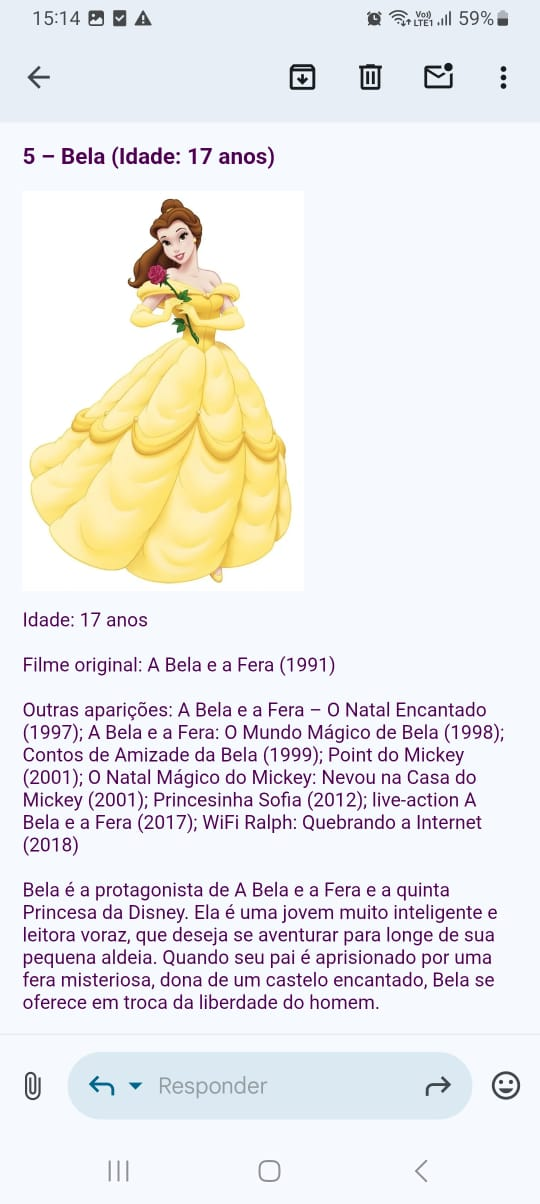 15:14
Vo))
LTE1
59%
5 – Bela (Idade: 17 anos)
Idade: 17 anos
Filme original: A Bela e a Fera (1991)
Outras aparições: A Bela e a Fera – O Natal Encantado
(1997); A Bela e a Fera: O Mundo Mágico de Bela (1998);
Contos de Amizade da Bela (1999); Point do Mickey
(2001); O Natal Mágico do Mickey: Nevou na Casa do
Mickey (2001); Princesinha Sofia (2012); live-action A
Bela e a Fera (2017); WiFi Ralph: Quebrando a Internet
(2018)
Bela é a protagonista de A Bela e a Fera e a quinta
Princesa da Disney. Ela é uma jovem muito inteligente e
leitora voraz, que deseja se aventurar para longe de sua
pequena aldeia. Quando seu pai é aprisionado por uma
fera misteriosa, dona de um castelo encantado, Bela se
oferece em troca da liberdade do homem.
Responder